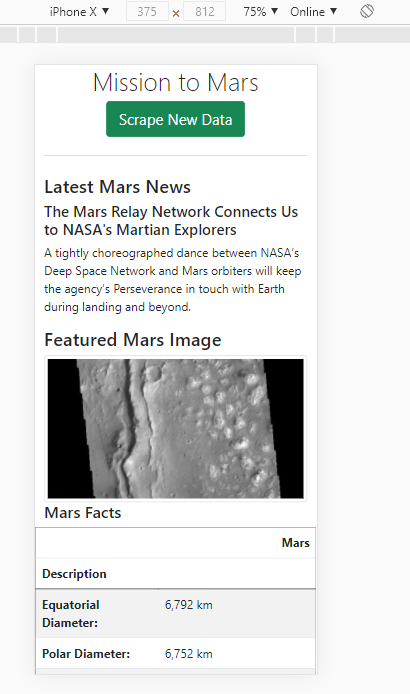 iPhone X ▼ 375 × 812 75% ▼ Online ▼
Mission to Mars
Scrape New Data
Latest Mars News
The Mars Relay Network Connects Us
to NASA's Martian Explorers
A tightly choreographed dance between NASA’s
Deep Space Network and Mars orbiters will keep
the agency’s Perseverance in touch with Earth
during landing and beyond.
Featured Mars Image
Mars Facts
Mars
Description
Equatorial 6,792 km
Diameter:
Polar Diameter: 6,752 km